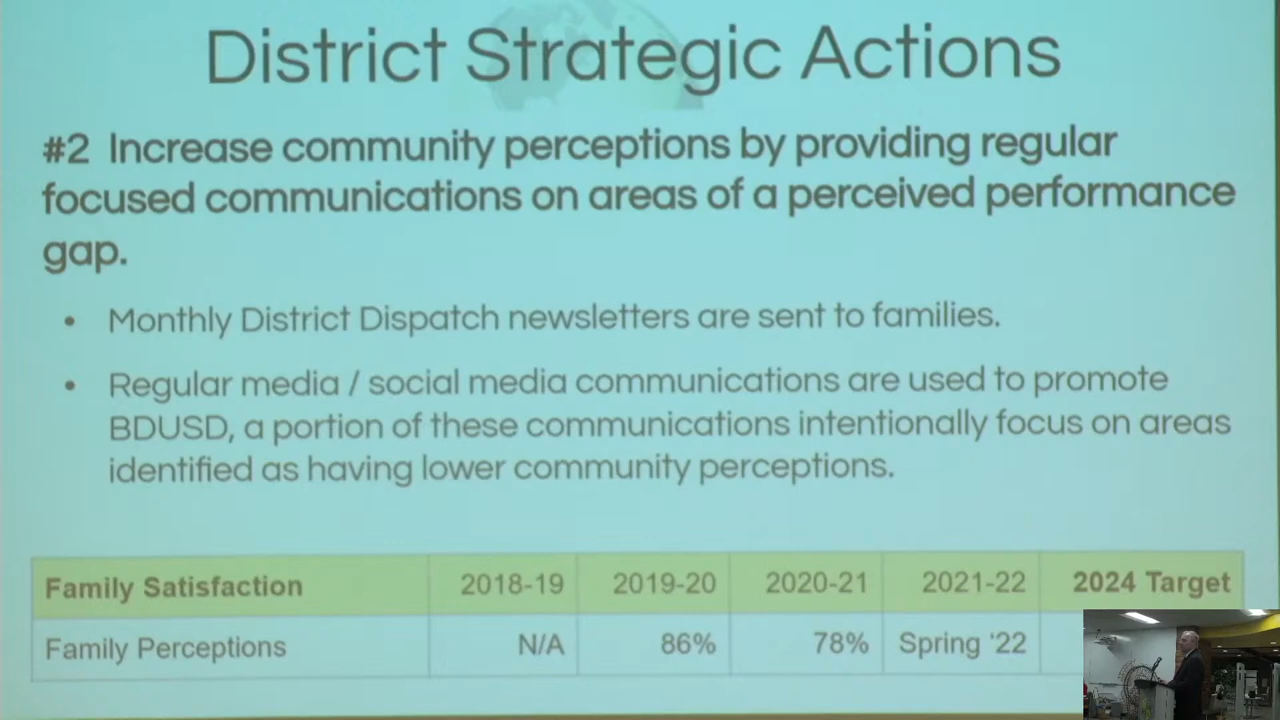 District Strategic Actions
#2 Increase community perceptions by providing regular
focused communications on areas of a perceived performance
gap.
• Monthly District Dispatch newsletters are sent to families.
• Regular media / social media communications are used to promote
BDUSD, a portion of these communications intentionally focus on areas
identified as having lower community perceptions.
Family Satisfaction 2018-19 2019-20 2020-21 2021-22 2024 Target
Family Perceptions N/A 86% 78% Spring '22